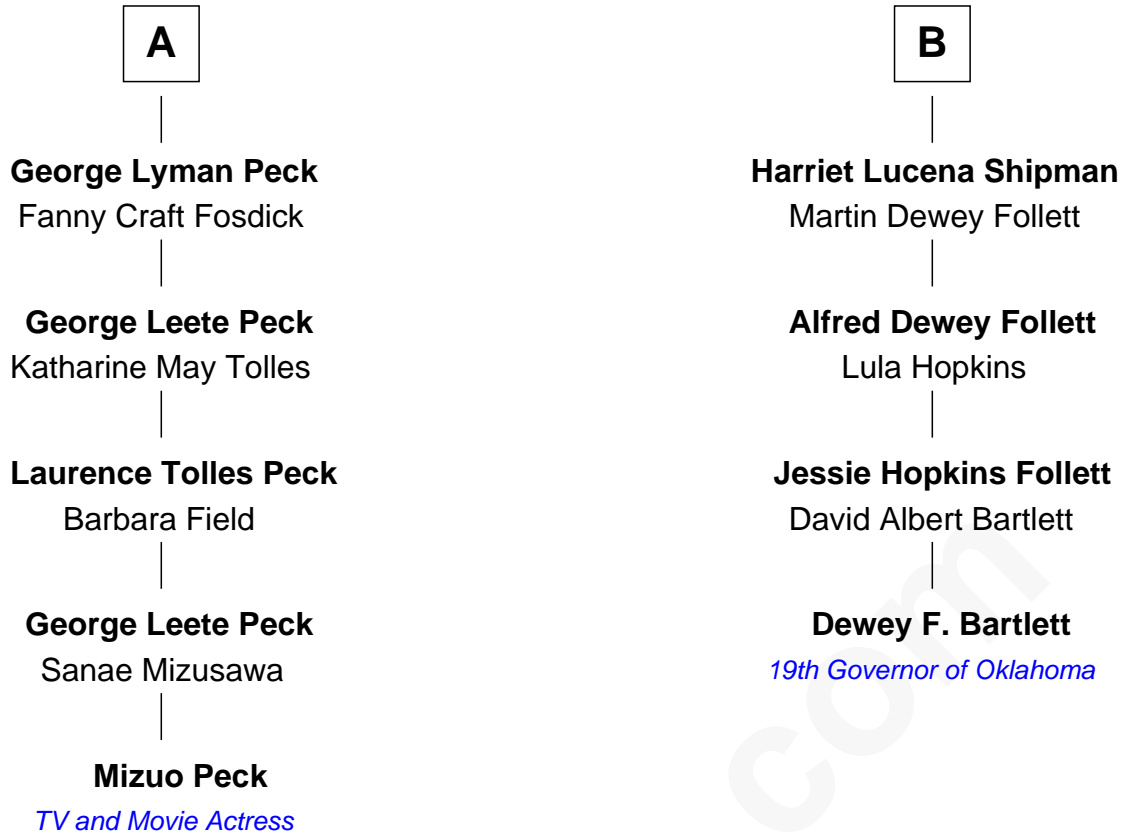 A
George Lyman Peck
Fanny Craft Fosdick
George Leete Peck
Katharine May Tolles
Laurence Tolles Peck
Barbara Field
George Leete Peck
Sanae Mizusawa
Mizuo Peck
TV and Movie Actress
B
Harriet Lucena Shipman
Martin Dewey Follett
Alfred Dewey Follett
Lula Hopkins
Jessie Hopkins Follett
David Albert Bartlett
Dewey F. Bartlett
19th Governor of Oklahoma
com